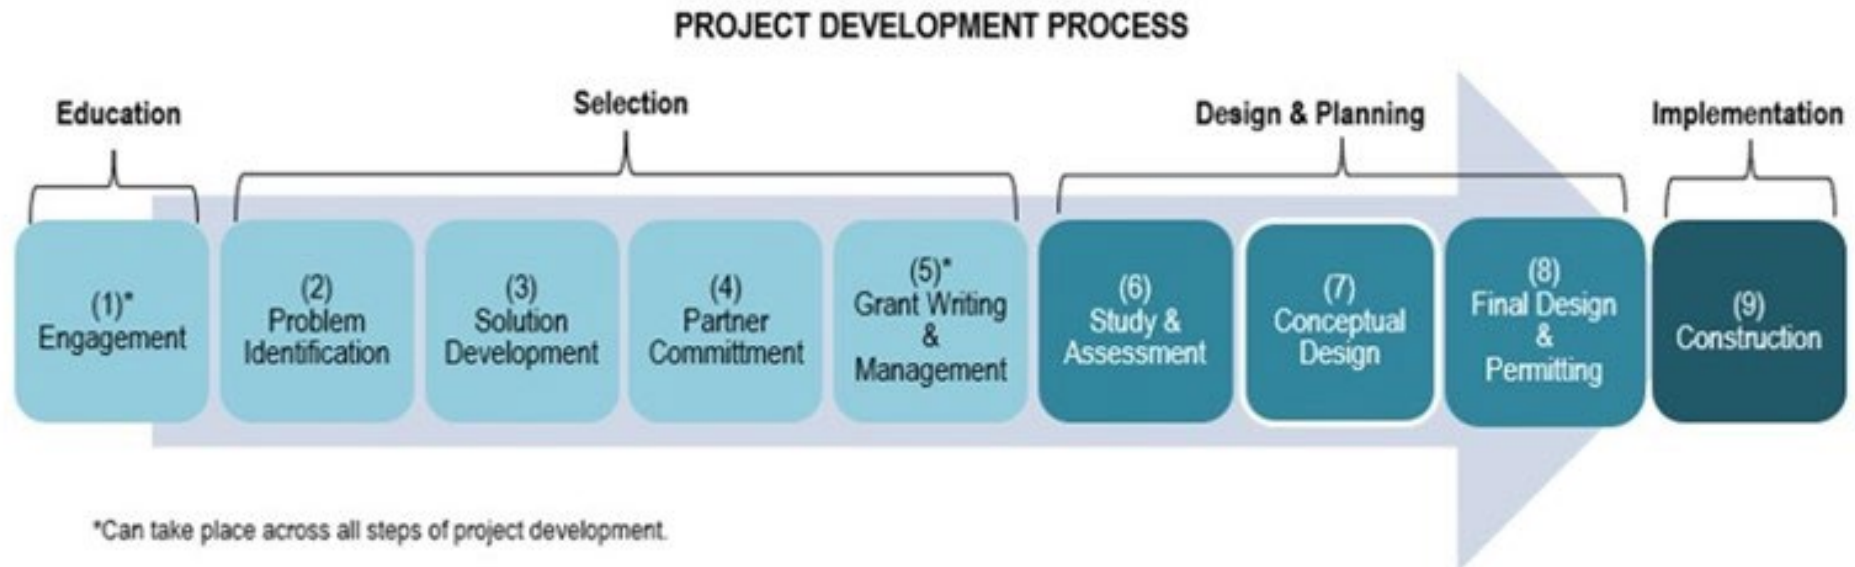 PROJECT DEVELOPMENT PROCESS
Education
Selection
Design & Planning
Implementation
(1)*
Engagement
(2)
Problem
Identification
(3)
Solution
Development
(4)
Partner
Committment
(5)*
Grant Writing
&
Management
(6)
Study &
Assessment
(7)
Conceptual
Design
(8)
Final Design
&
Permitting
(9)
Construction
*Can take place across all steps of project development.